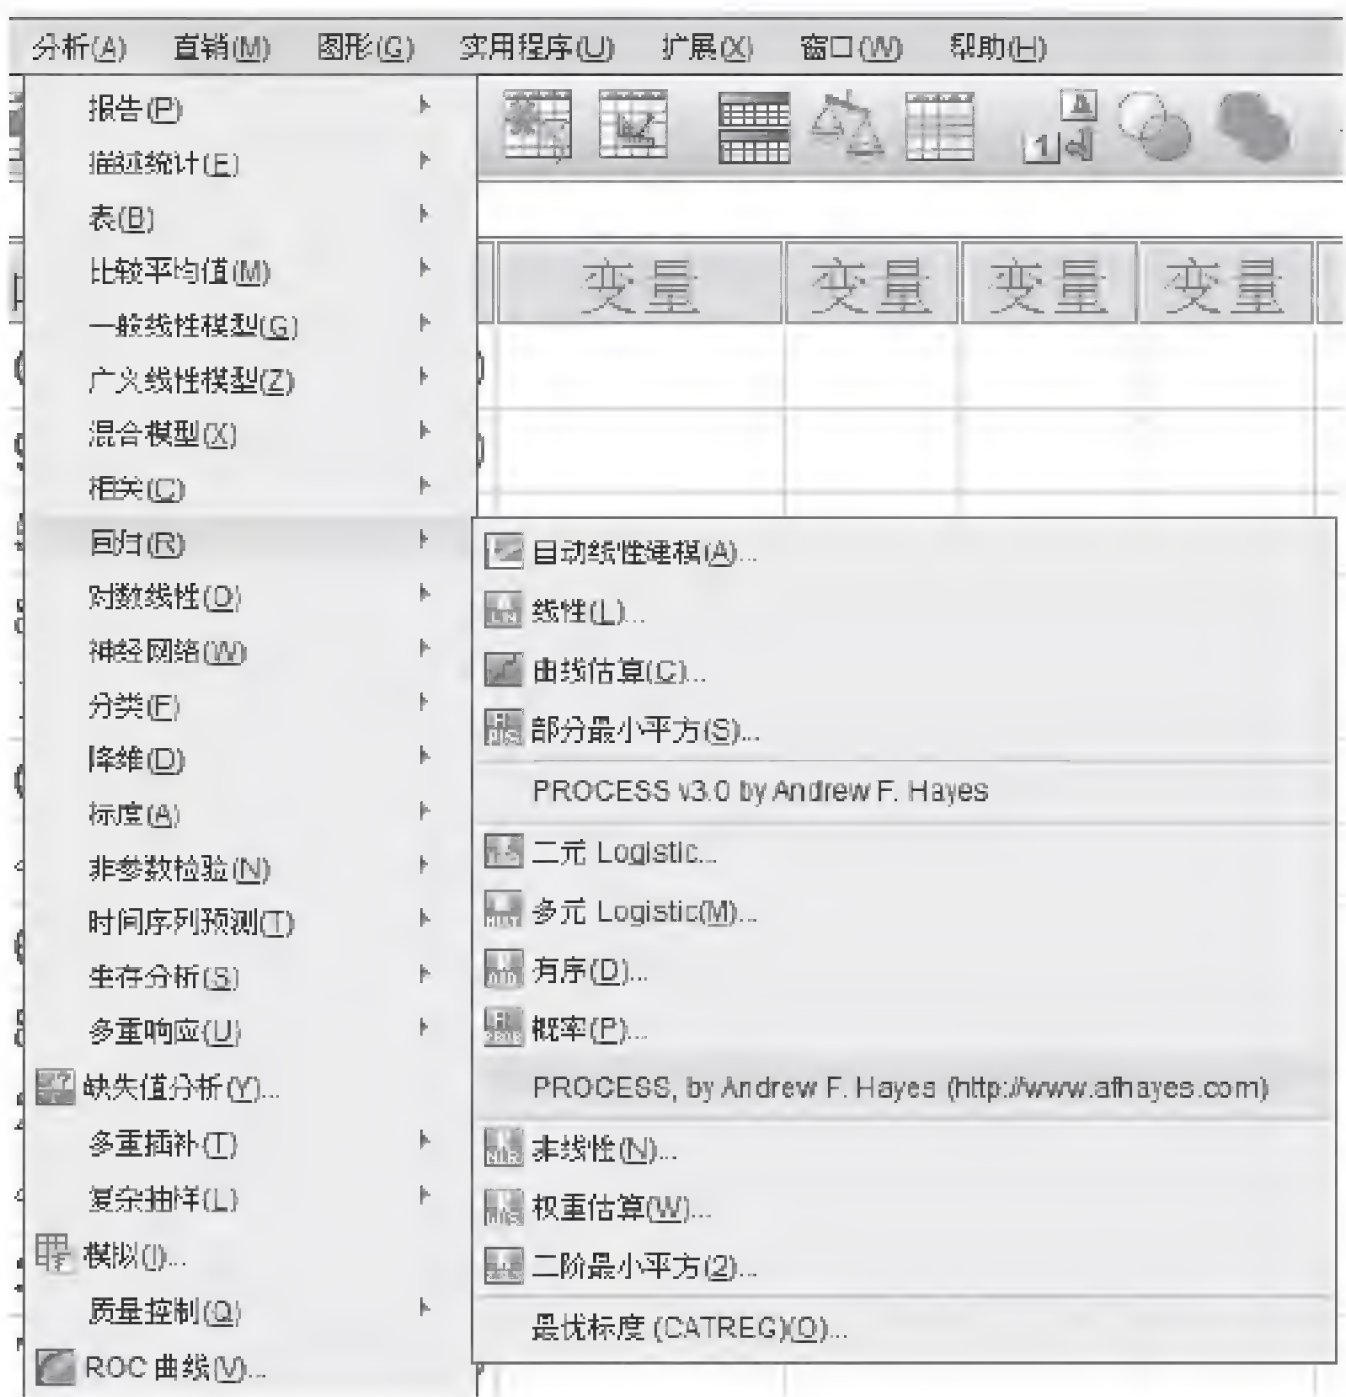 分析(A) 直销(M) 图形(G) 实用程序(U) 扩展(X) 窗口(W) 帮助(H)
报告(P)
描述统计(E)
表(B)
比较平均值(M)
一般线性模型(G)
广义线性模型(Z)
混合模型(X)
相关(C)
回归(R)
对数线性(O)
神经网络(W)
分类(F)
降维(D)
标度(A)
非参数检验(N)
时间序列预测(T)
生存分析(S)
多重响应(U)
缺失值分析(Y)...
多重插补(T)
复杂抽样(L)
模拟(I)...
质量控制(Q)
ROC 曲线(V)...
变量 变量 变量 变量
自动线性建模(A)...
线性(L)...
曲线估算(C)...
部分最小平方(S)...
PROCESS v3.0 by Andrew F. Hayes
二元 Logistic...
多元 Logistic(M)...
有序(D)...
概率(P)...
PROCESS, by Andrew F. Hayes (http://www.afhayes.com)
非线性(N)...
权重估算(W)...
二阶最小平方(2)...
最优标度 (CATREG)(O)...